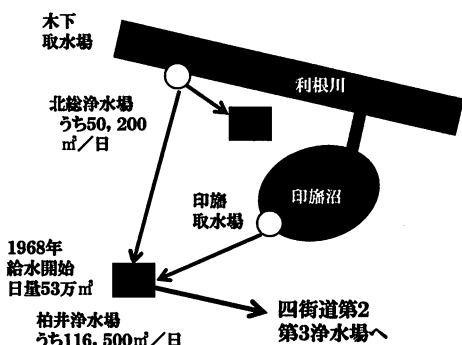 木下
取水場
利根川
北総浄水場
うち50,200
㎥／日
印旛沼
印旛
取水場
1968年
給水開始
日量53万㎥
柏井浄水場
うち116,500㎥／日
四街道第2
第3浄水場へ